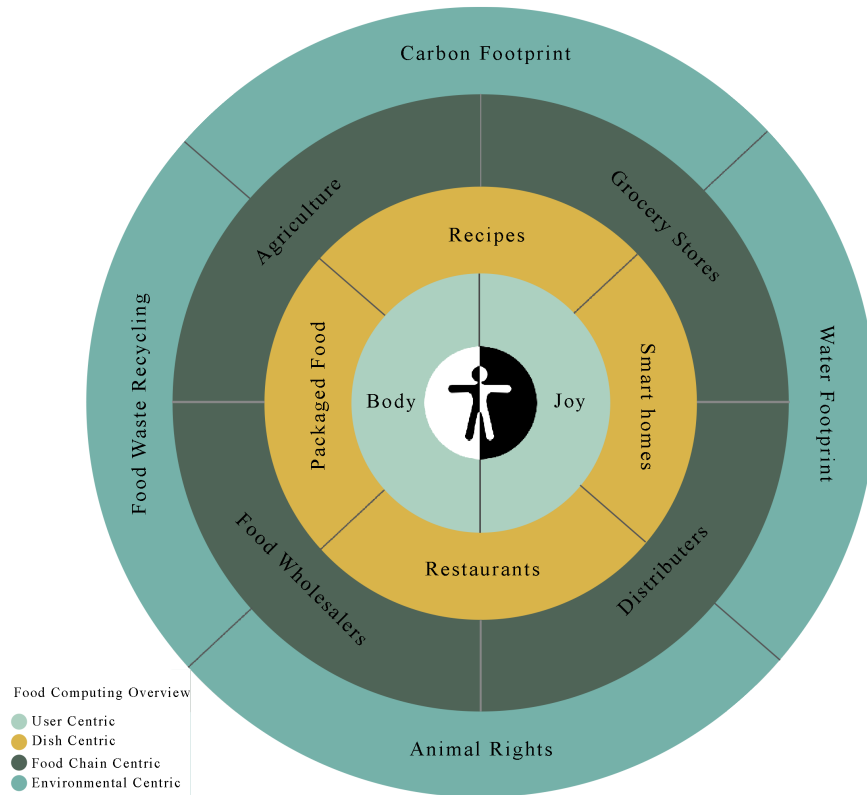 Carbon Footprint
Agriculture
Grocery Stores
Recipes
Food Waste Recycling
Packaged Food
Body
Joy
Smart homes
Water Footprint
Food Wholesalers
Restaurants
Distributers
Animal Rights
Food Computing Overview
User Centric
Dish Centric
Food Chain Centric
Environmental Centric